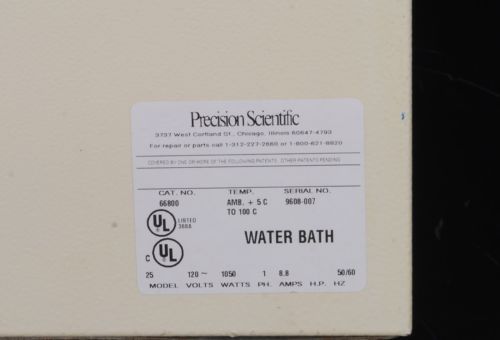 Precision Scientific
3737 West Cortland St., Chicago, Illinois 60647-4793
For repair or parts call 1-312-227-2660 or 1-800-621-8820
COVERED BY ONE OR MORE OF THE FOLLOWING PATENTS. OTHER PATENTS PENDING
CAT. NO. TEMP. SERIAL NO.
66800 AMB. + 5 C 9608-007
TO 100 C
UL LISTED
388A
C UL WATER BATH
25 120 ~ 1050 1 8.8 50/60
MODEL VOLTS WATTS PH. AMPS H.P. HZ